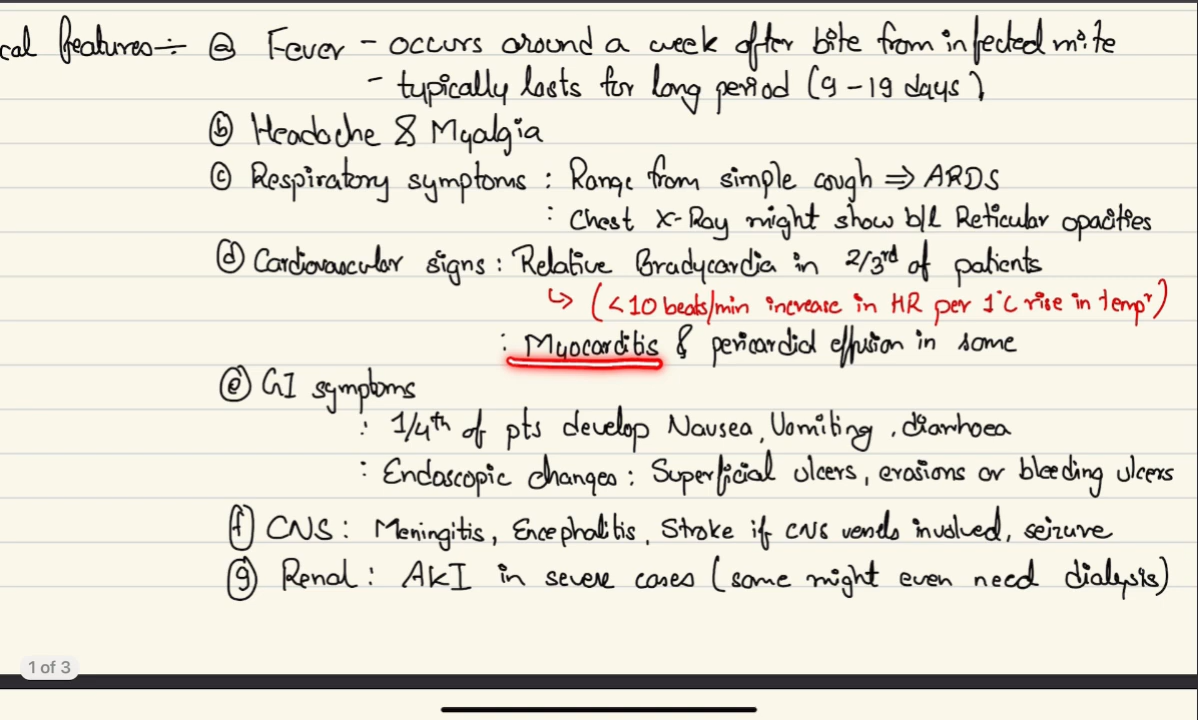 cal features :- ⓐ Fever - occurs around a week after bite from infected mite
- typically lasts for long period (9-19 days)
ⓑ Headache & Myalgia
ⓒ Respiratory symptoms : Range from simple cough ⇒ ARDS
: Chest X-Ray might show b/l Reticular opacities
ⓓ Cardiovascular signs : Relative Bradycardia in 2/3rd of patients
↳ (<10 beats/min increase in HR per 1°C rise in tempr)
: Myocarditis & pericardial effusion in some
ⓔ GI symptoms
: 1/4th of pts develop Nausea, Vomiting, diarrhoea
: Endoscopic changes : Superficial ulcers, erosions or bleeding ulcers
ⓕ CNS : Meningitis, Encephalitis, Stroke if CNS vessels involved, seizure
ⓖ Renal : AKI in severe cases (some might even need dialysis)
1 of 3